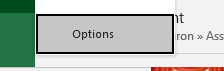 nt
Options
ron » Ass